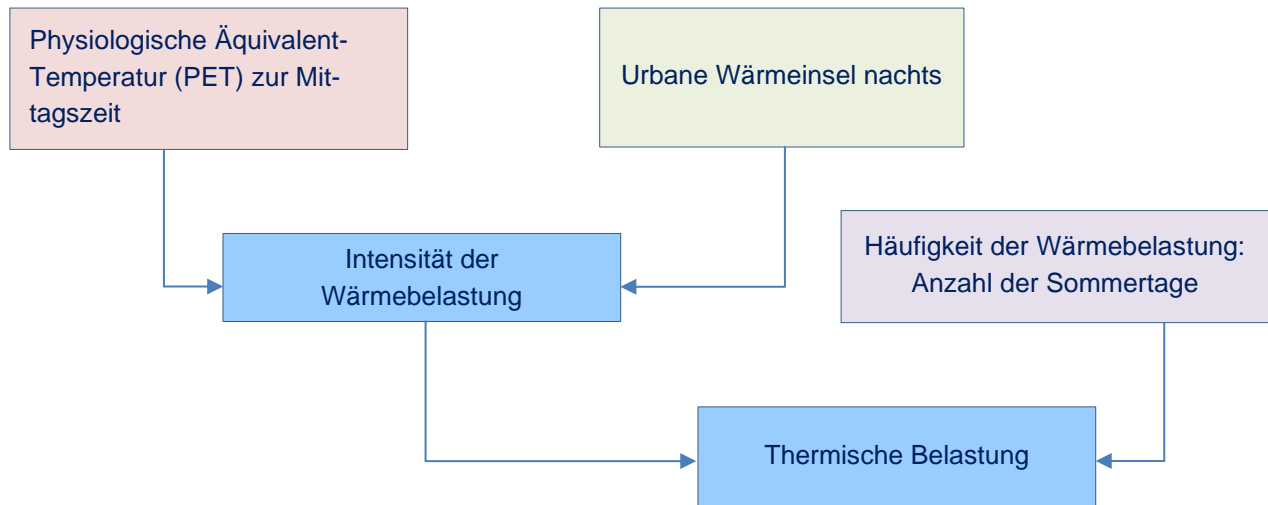 Physiologische Äquivalent-
Temperatur (PET) zur Mit-
tagszeit
Urbane Wärmeinsel nachts
Häufigkeit der Wärmebelastung:
Anzahl der Sommertage
Intensität der
Wärmebelastung
Thermische Belastung